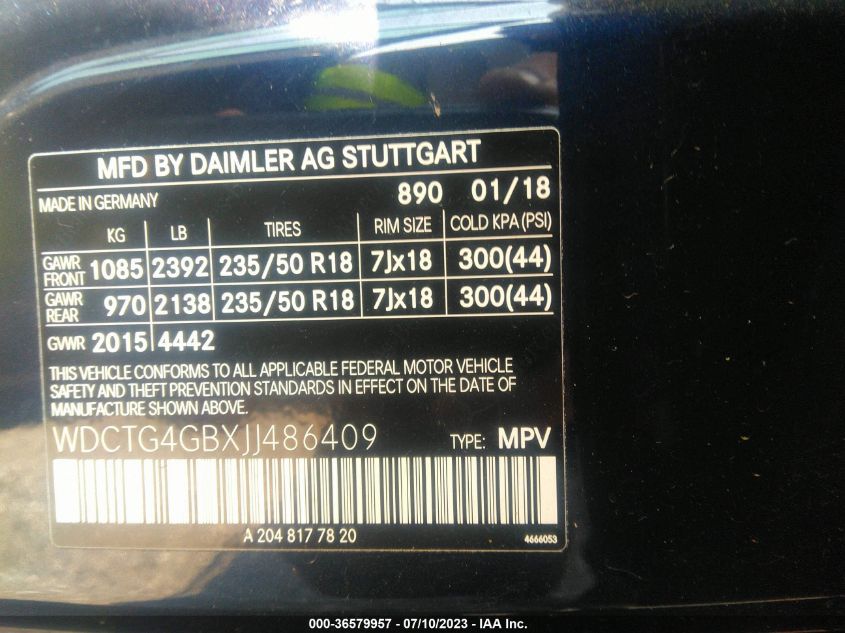 MFD BY DAIMLER AG STUTTGART
MADE IN GERMANY 890 01/18
KG LB TIRES RIM SIZE COLD KPA (PSI)
GAWR FRONT 1085 2392 235/50 R18 7Jx18 300(44)
GAWR REAR 970 2138 235/50 R18 7Jx18 300(44)
GVWR 2015 4442
THIS VEHICLE CONFORMS TO ALL APPLICABLE FEDERAL MOTOR VEHICLE
SAFETY AND THEFT PREVENTION STANDARDS IN EFFECT ON THE DATE OF
MANUFACTURE SHOWN ABOVE.
WDCTG4GBXJJ486409 TYPE: MPV
A 204 817 78 20 4666053
000-36579957 - 07/10/2023 - IAA Inc.